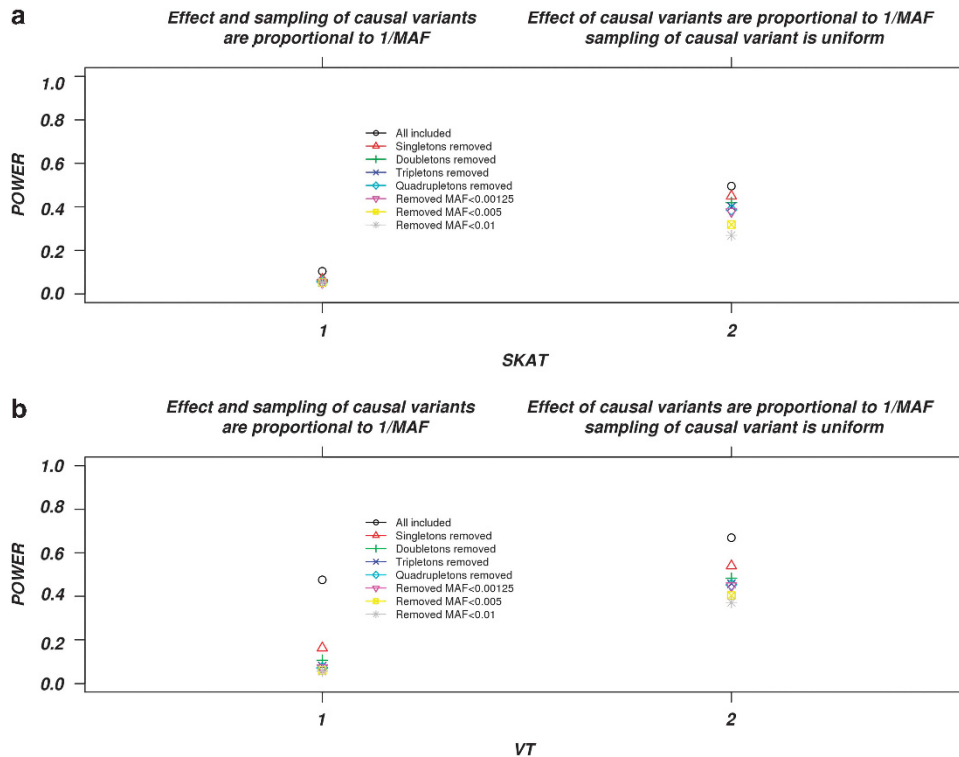 a
Effect and sampling of causal variants
are proportional to 1/MAF
Effect of causal variants are proportional to 1/MAF
sampling of causal variant is uniform
POWER
1.0
0.8
0.6
0.4
0.2
0.0
All included
Singletons removed
Doubletons removed
Tripletons removed
Quadrupletons removed
Removed MAF<0.00125
Removed MAF<0.005
Removed MAF<0.01
1
2
SKAT
b
Effect and sampling of causal variants
are proportional to 1/MAF
Effect of causal variants are proportional to 1/MAF
sampling of causal variant is uniform
POWER
1.0
0.8
0.6
0.4
0.2
0.0
All included
Singletons removed
Doubletons removed
Tripletons removed
Quadrupletons removed
Removed MAF<0.00125
Removed MAF<0.005
Removed MAF<0.01
1
2
VT